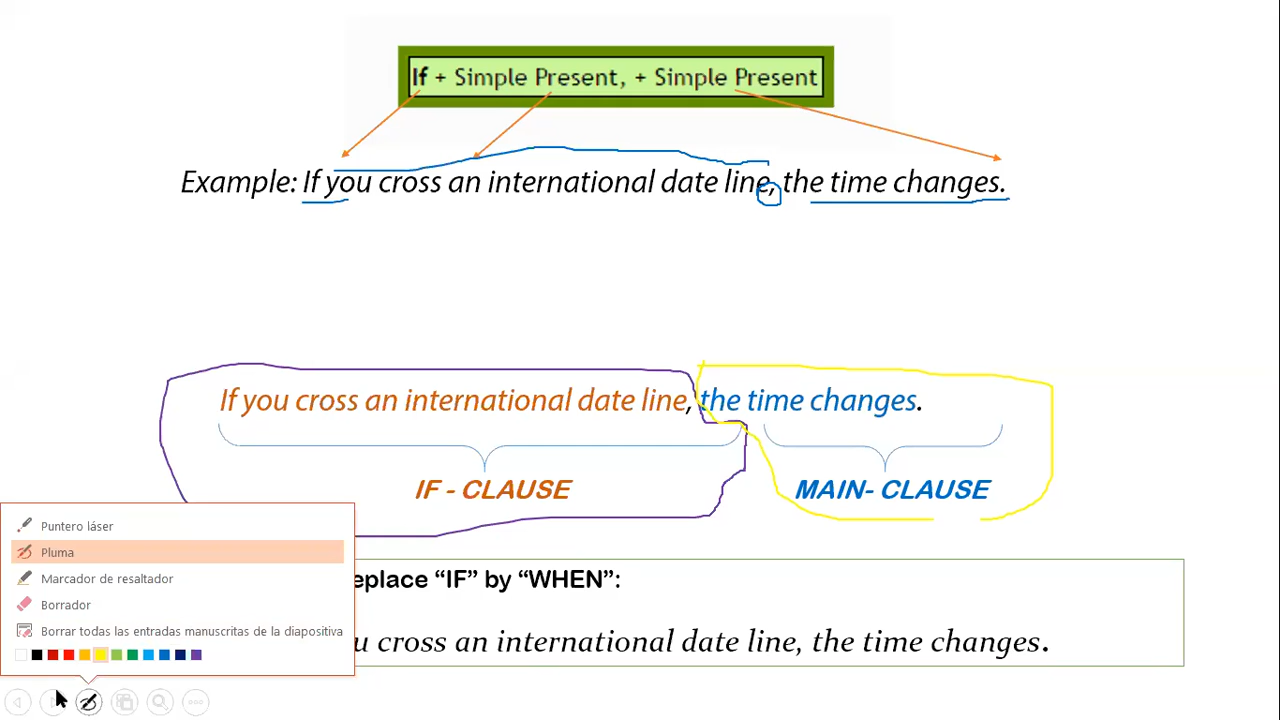 If + Simple Present, + Simple Present
Example: If you cross an international date line, the time changes.
If you cross an international date line, the time changes.
IF - CLAUSE
MAIN- CLAUSE
Puntero láser
Pluma
Marcador de resaltador
Borrador
Borrar todas las entradas manuscritas de la diapositiva
eplace “IF” by “WHEN”:
u cross an international date line, the time changes.